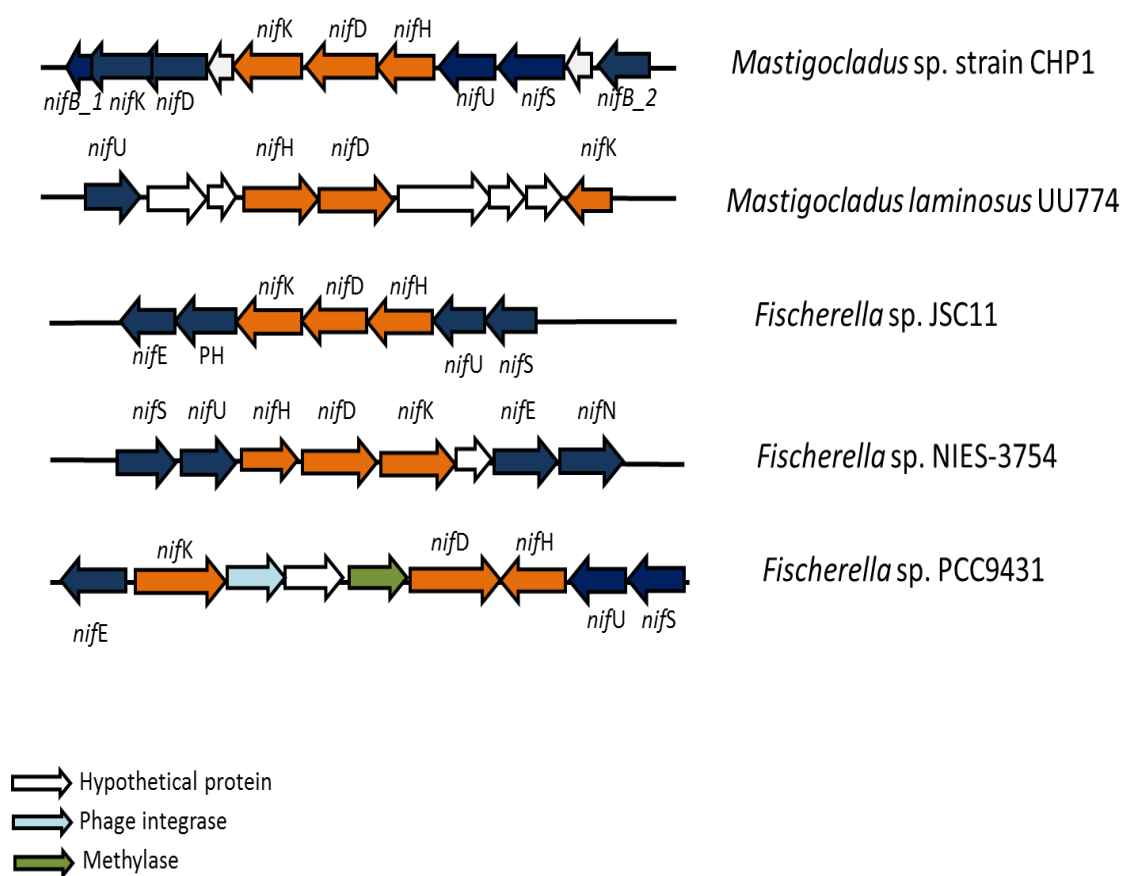 nifK nifD nifH
Mastigocladus sp. strain CHP1
nifB_1 nifK nifD nifU nifS nifB_2
nifU nifH nifD nifK
Mastigocladus laminosus UU774
nifK nifD nifH
Fischerella sp. JSC11
nifE PH nifU nifS
nifS nifU nifH nifD nifK nifE nifN
Fischerella sp. NIES-3754
nifK nifD nifH
Fischerella sp. PCC9431
nifE nifU nifS
Hypothetical protein
Phage integrase
Methylase